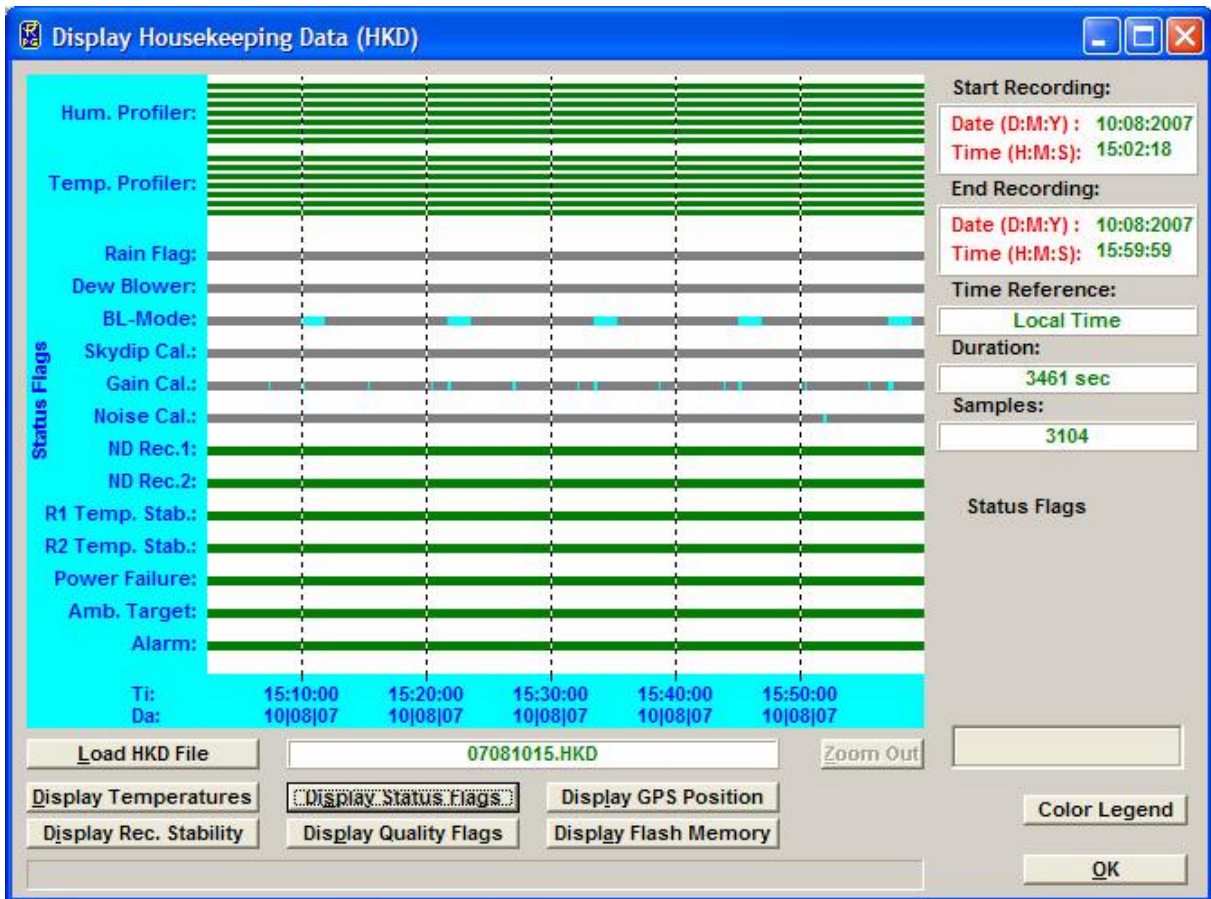 Display Housekeeping Data (HKD)
Start Recording:
Date (D:M:Y) : 10:08:2007
Time (H:M:S): 15:02:18
End Recording:
Date (D:M:Y) : 10:08:2007
Time (H:M:S): 15:59:59
Time Reference:
Local Time
Duration:
3461 sec
Samples:
3104
Status Flags
Hum. Profiler:
Temp. Profiler:
Status Flags
Rain Flag:
Dew Blower:
BL-Mode:
Skydip Cal.:
Gain Cal.:
Noise Cal.:
ND Rec.1:
ND Rec.2:
R1 Temp. Stab.:
R2 Temp. Stab.:
Power Failure:
Amb. Target:
Alarm:
Ti: 15:10:00 15:20:00 15:30:00 15:40:00 15:50:00
Da: 10|08|07 10|08|07 10|08|07 10|08|07 10|08|07
Load HKD File 07081015.HKD Zoom Out
Display Temperatures Display Status Flags Display GPS Position
Display Rec. Stability Display Quality Flags Display Flash Memory
Color Legend
OK